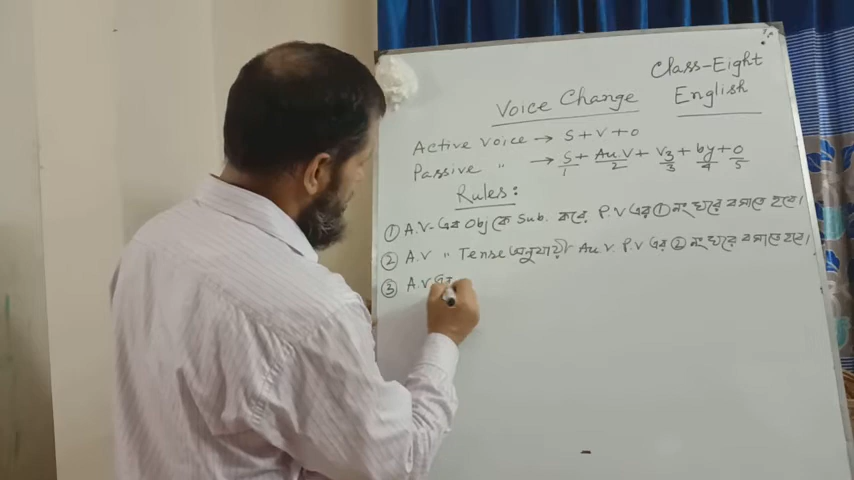 Class-Eight
Voice Change English
Active Voice → S + V + O
Passive " → S + Au.V + V3 + by + O
1 2 3 4 5
Rules:
① A.V-এর Obj কে Sub. করে P.V এর ① নং ঘরে বসাতে হবে।
② A.V " Tense অনুযায়ী Au.V. P.V এর ② নং ঘরে বসাতে হবে।
③ A.V এর